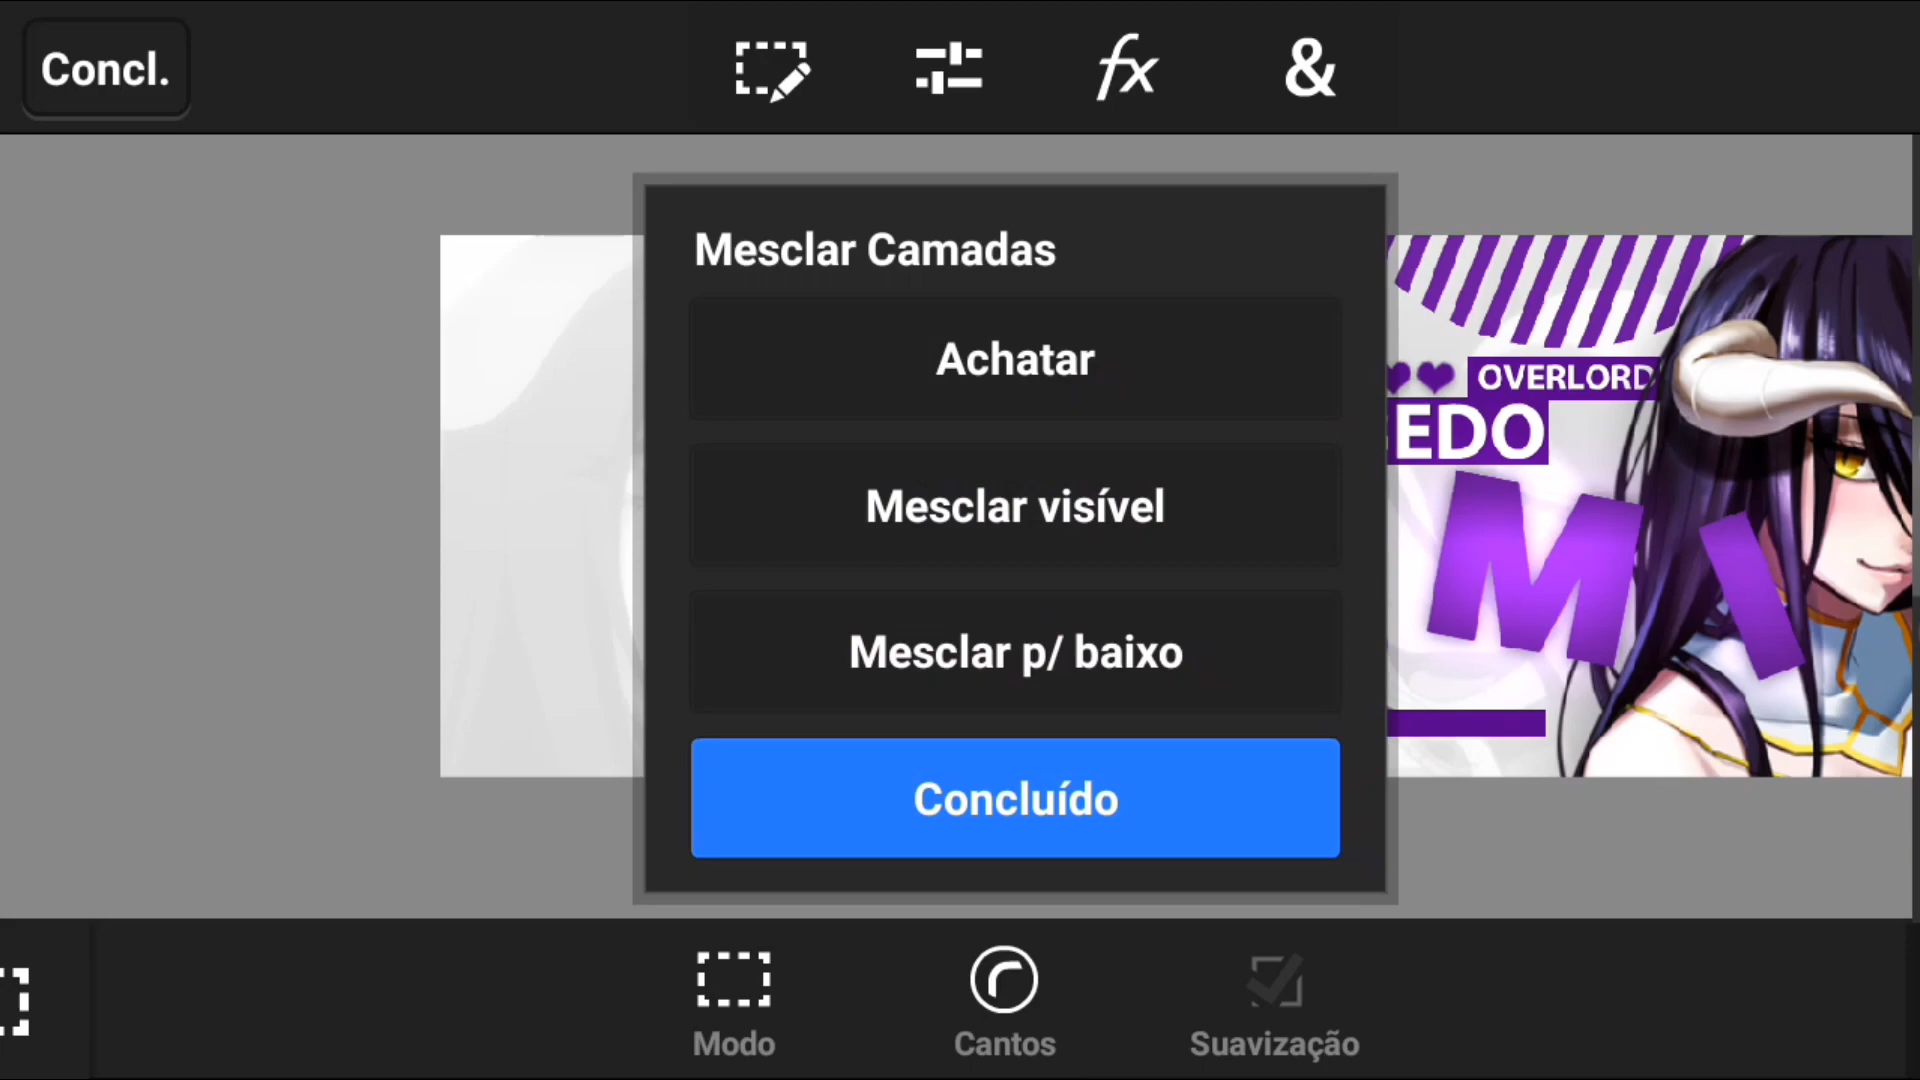 Concl.
fx
&
Mesclar Camadas
Achatar
Mesclar visível
Mesclar p/ baixo
Concluído
OVERLORD
EDO
M
Modo
Cantos
Suavização